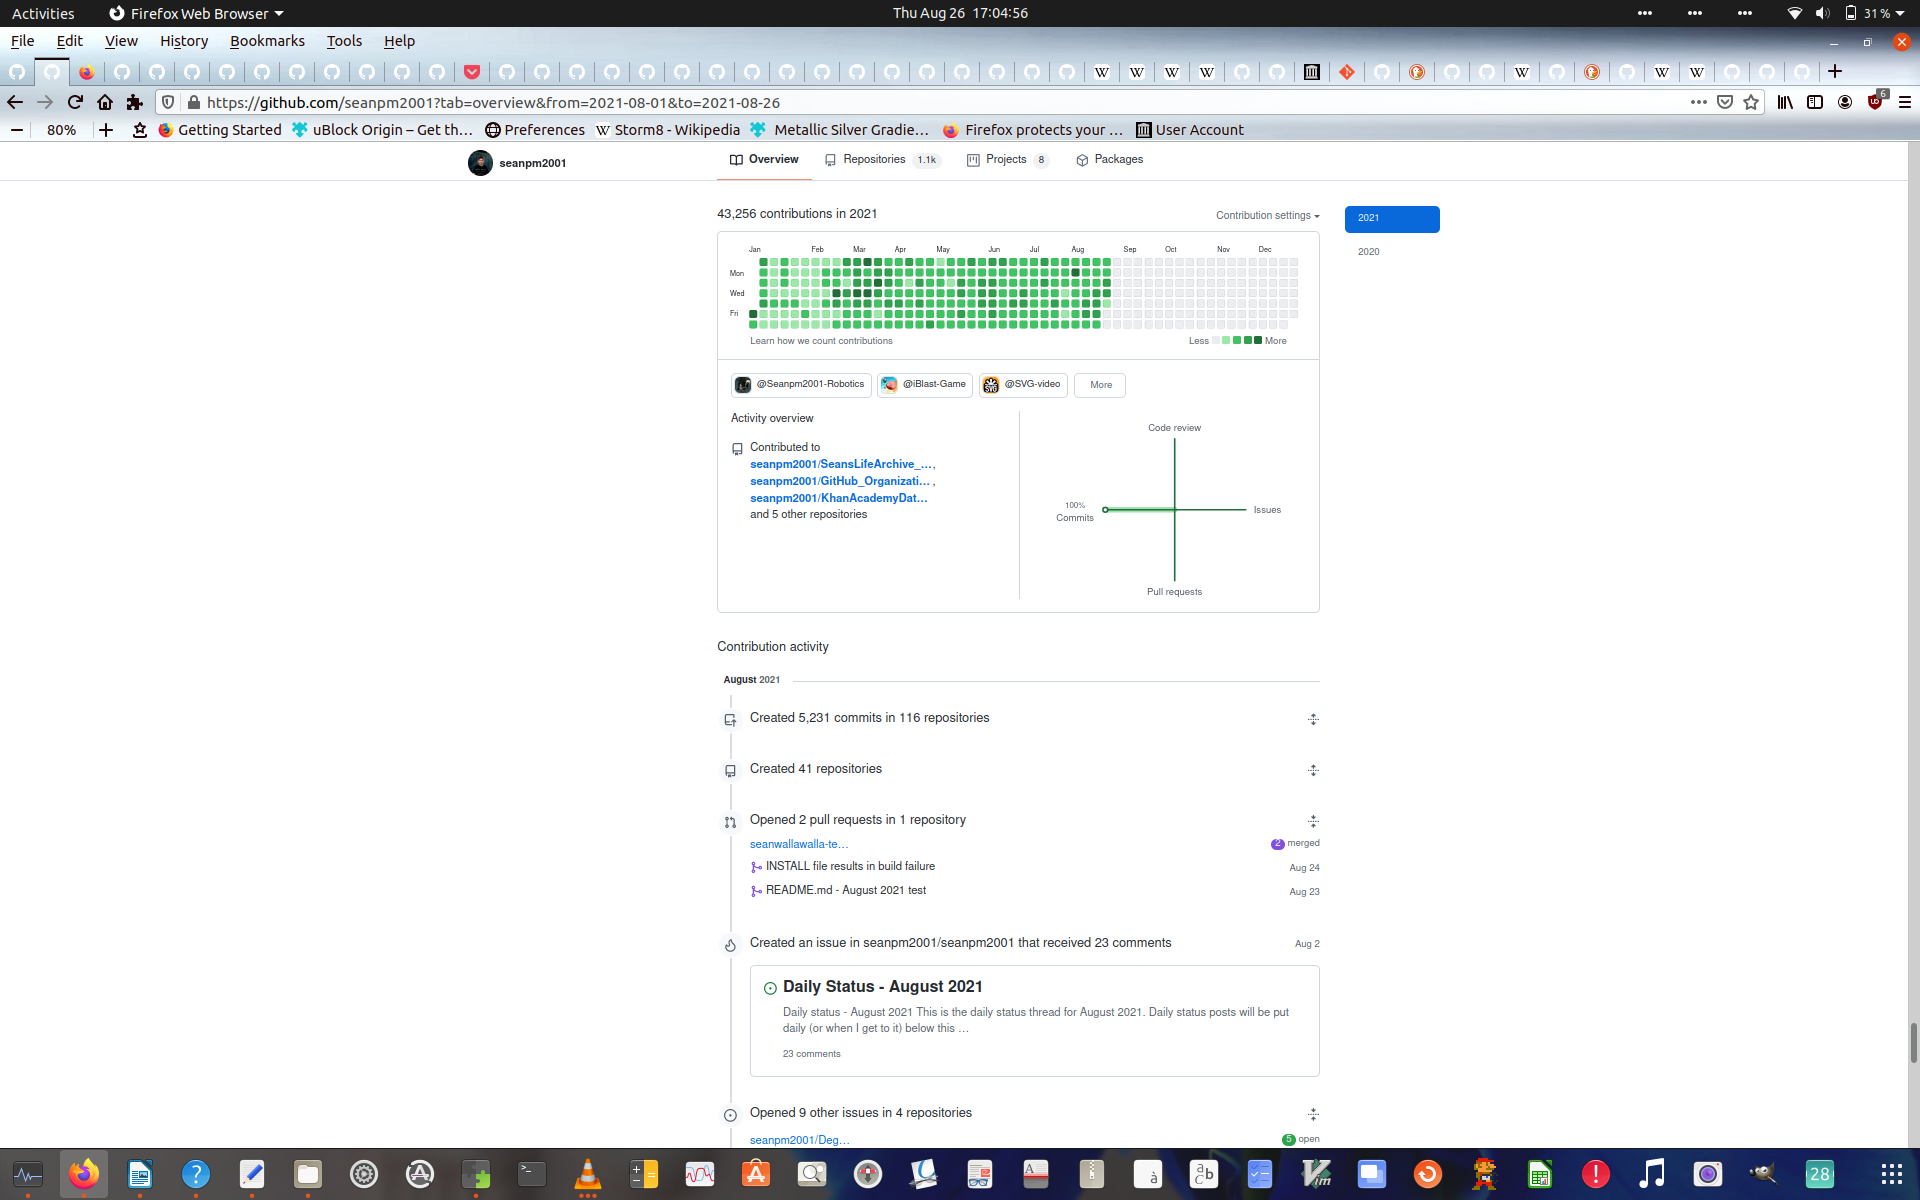 Activities Firefox Web Browser Thu Aug 26 17:04:56 31 %
File Edit View History Bookmarks Tools Help
https://github.com/seanpm2001?tab=overview&from=2021-08-01&to=2021-08-26 6
80% Getting Started uBlock Origin – Get th… Preferences Storm8 - Wikipedia Metallic Silver Gradie… Firefox protects your … User Account
seanpm2001 Overview Repositories 1.1k Projects 8 Packages
43,256 contributions in 2021 Contribution settings 2021
2020
Jan Feb Mar Apr May Jun Jul Aug Sep Oct Nov Dec
Mon
Wed
Fri
Learn how we count contributions Less More
@Seanpm2001-Robotics @iBlast-Game @SVG-video More
Activity overview
Code review
Contributed to
seanpm2001/SeansLifeArchive_… ,
seanpm2001/GitHub_Organizati… ,
seanpm2001/KhanAcademyDat…
and 5 other repositories
100%
Commits
Issues
Pull requests
Contribution activity
August 2021
Created 5,231 commits in 116 repositories
Created 41 repositories
Opened 2 pull requests in 1 repository
seanwallawalla-te… 2 merged
INSTALL file results in build failure Aug 24
README.md - August 2021 test Aug 23
Created an issue in seanpm2001/seanpm2001 that received 23 comments Aug 2
Daily Status - August 2021
Daily status - August 2021 This is the daily status thread for August 2021. Daily status posts will be put
daily (or when I get to it) below this …
23 comments
Opened 9 other issues in 4 repositories
seanpm2001/Deg… 5 open
28